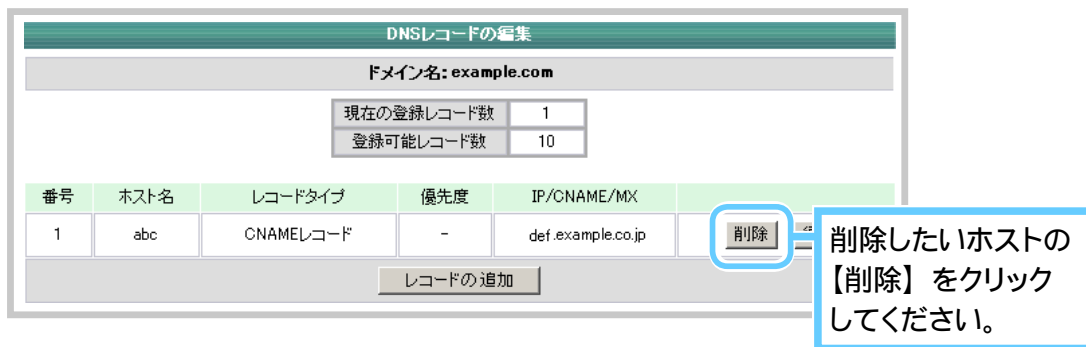 DNSレコードの編集
ドメイン名: example.com
現在の登録レコード数 1
登録可能レコード数 10
番号 ホスト名 レコードタイプ 優先度 IP/CNAME/MX
1 abc CNAMEレコード - def.example.co.jp 削除
レコードの追加
削除したいホストの
【削除】をクリック
してください。